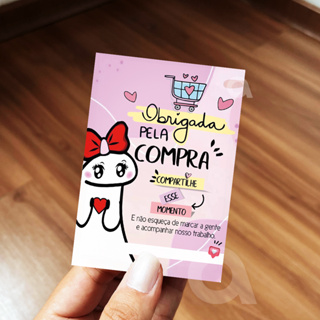 Obrigada
PELA
COMPRA
COMPARTILHE
ESSE
MOMENTO
E não esqueça de marcar a gente
e acompanhar nosso trabalho.